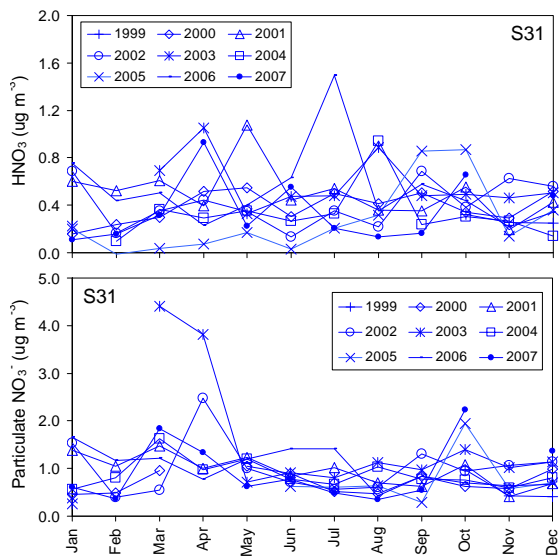 S31
HNO₃ (ug m⁻³)
2.0
1.6
1.2
0.8
0.4
0.0
1999 2000 2001
2002 2003 2004
2005 2006 2007
S31
Particulate NO₃⁻ (ug m⁻³)
5.0
4.0
3.0
2.0
1.0
0.0
1999 2000 2001
2002 2003 2004
2005 2006 2007
Jan Feb Mar Apr May Jun Jul Aug Sep Oct Nov Dec